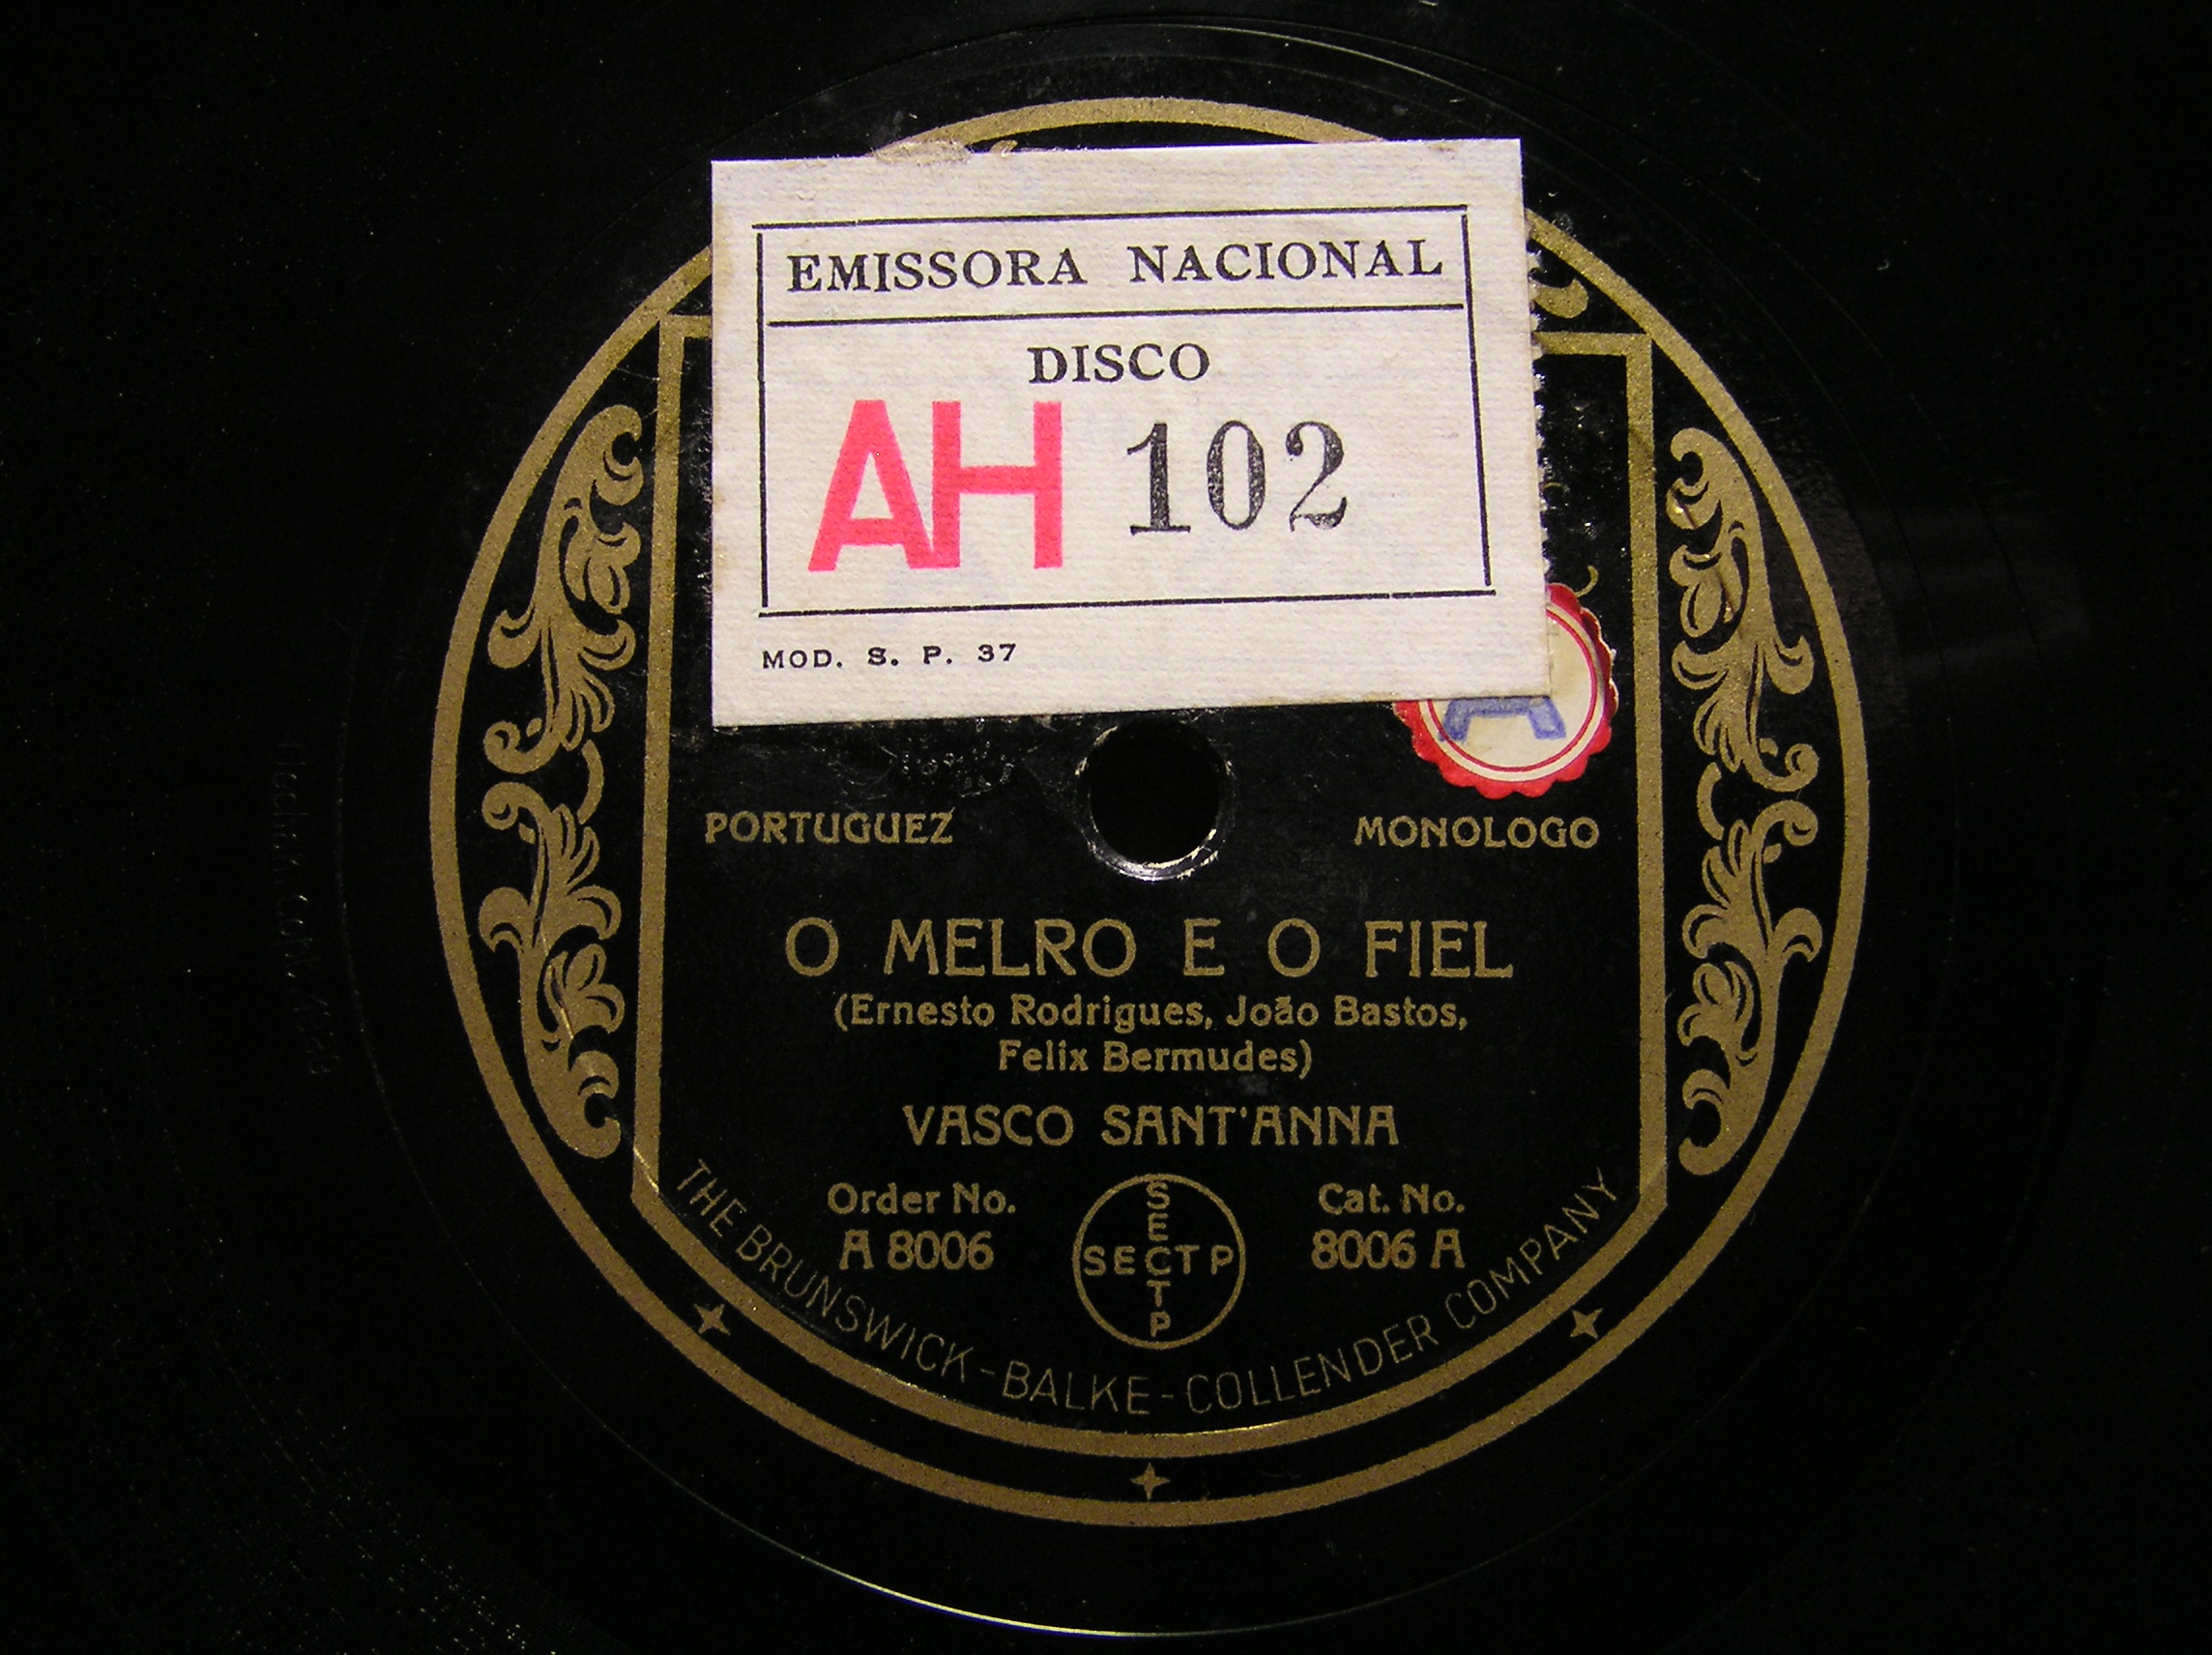 EMISSORA NACIONAL
DISCO
AH 102
MOD. S. P. 37
A
PORTUGUEZ
MONOLOGO
O MELRO E O FIEL
(Ernesto Rodrigues, João Bastos,
Felix Bermudes)
VASCO SANT'ANNA
Order No.
A 8006
SECTP
SECTP
Cat. No.
8006 A
THE BRUNSWICK-BALKE-COLLENDER COMPANY